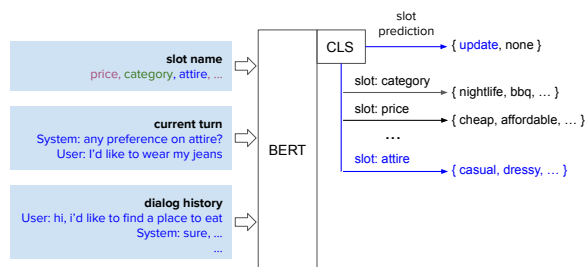 slot name
price, category, attire, ...
current turn
System: any preference on attire?
User: I'd like to wear my jeans
dialog history
User: hi, i'd like to find a place to eat
System: sure, ...
...
BERT
CLS
slot
prediction
{ update, none }
slot: category
{ nightlife, bbq, ... }
slot: price
{ cheap, affordable, ... }
...
slot: attire
{ casual, dressy, ... }